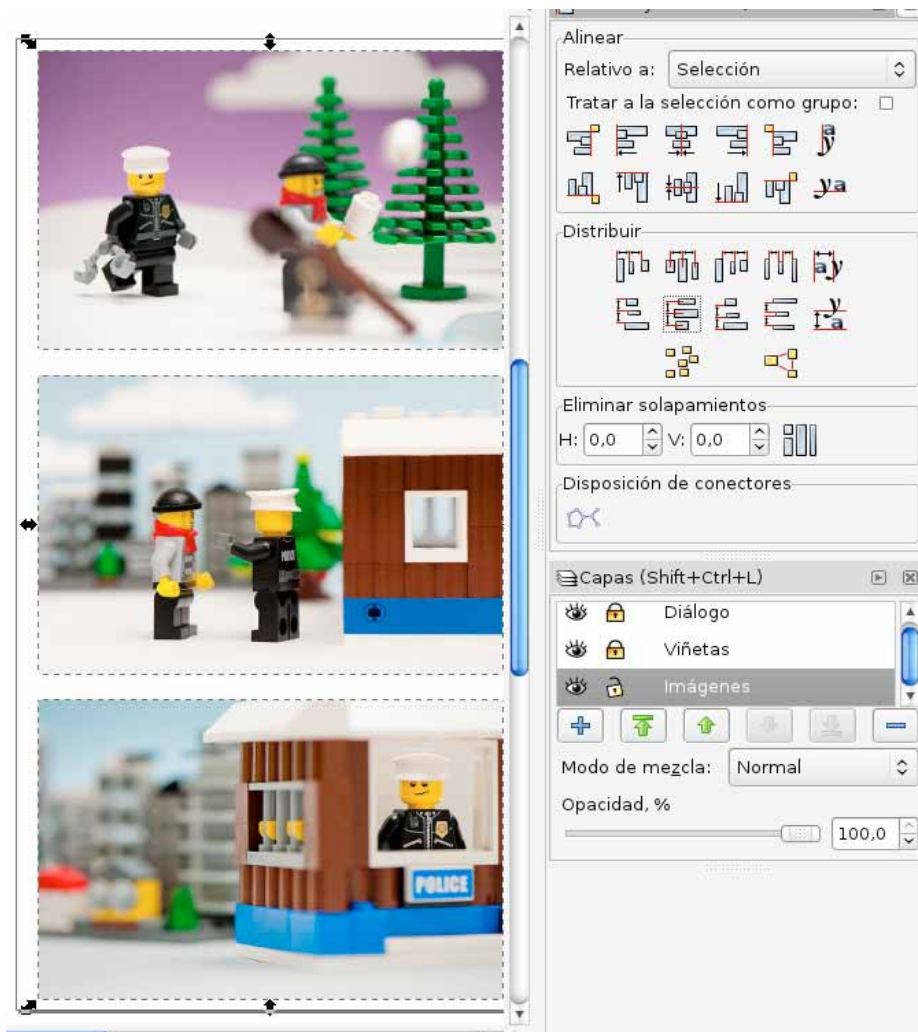 Alinear
Relativo a: Selección
Tratar a la selección como grupo:
Distribuir
Eliminar solapamientos
H: 0,0 V: 0,0
Disposición de conectores
Capas (Shift+Ctrl+L)
Diálogo
Viñetas
Imágenes
Modo de mezcla: Normal
Opacidad, %
100,0
POLICE
POLICE